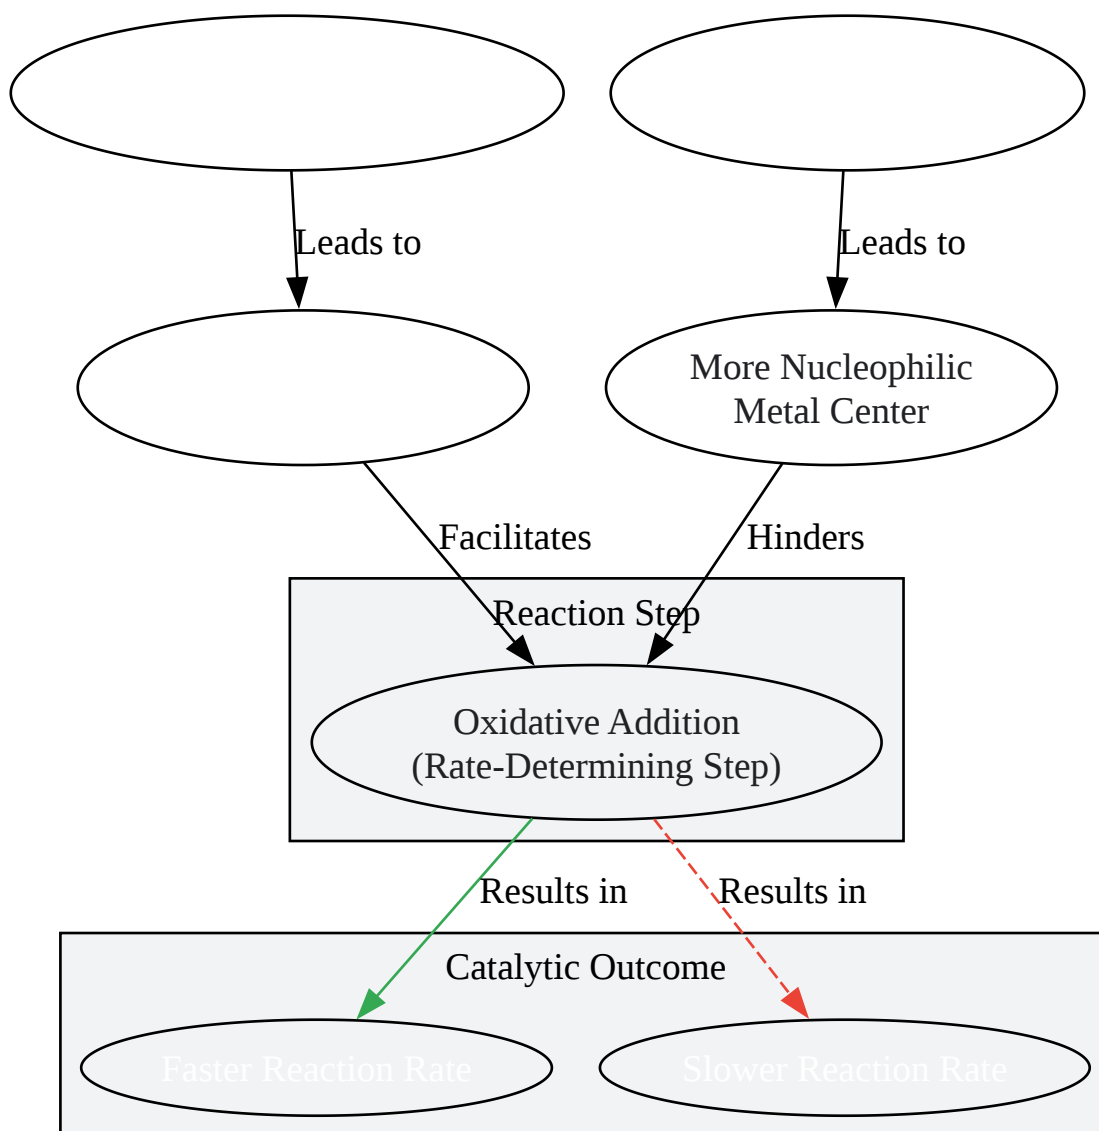 Leads to
Leads to
More Nucleophilic
Metal Center
Facilitates
Hinders
Reaction Step
Oxidative Addition
(Rate-Determining Step)
Results in
Results in
Catalytic Outcome
Faster Reaction Rate
Slower Reaction Rate